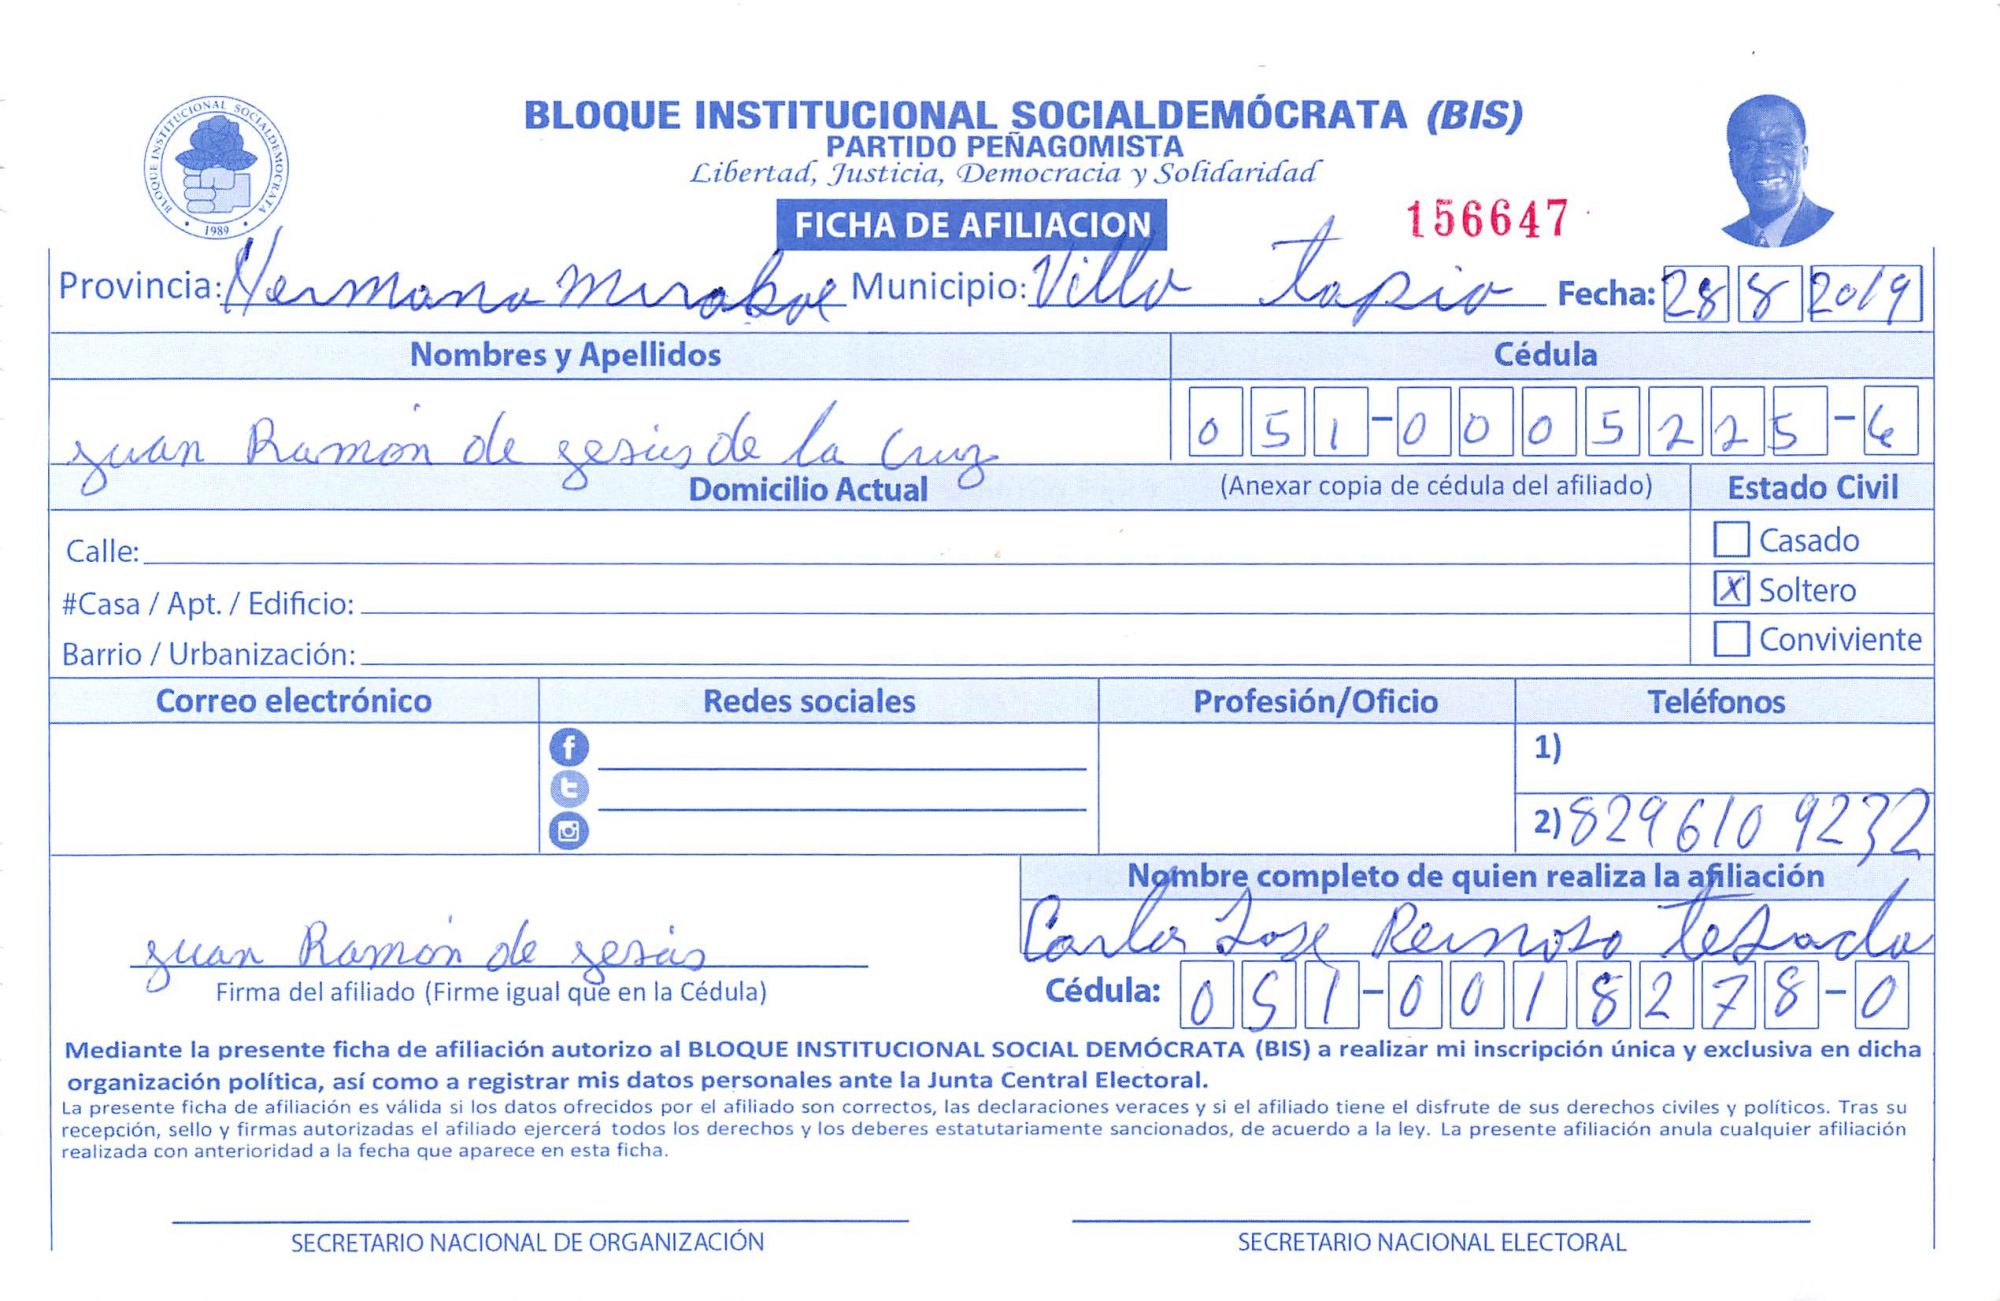 BLOQUE INSTITUCIONAL SOCIALDEMÓCRATA (BIS)
PARTIDO PEÑAGOMISTA
Libertad, Justicia, Democracia y Solidaridad
BLOQUE INSTITUCIONAL SOCIALDEMOCRATA
1989
FICHA DE AFILIACION
156647
Provincia: Hermana Mirabal Municipio: Villa Tapia Fecha: 28 8 2019
Nombres y Apellidos Cédula
Juan Ramón de Jesús de la Cruz 051-0005225-6
Domicilio Actual (Anexar copia de cédula del afiliado) Estado Civil
Calle: Casado
#Casa / Apt. / Edificio: X Soltero
Barrio / Urbanización: Conviviente
Correo electrónico Redes sociales Profesión/Oficio Teléfonos
1)
2) 829610 9232
Nombre completo de quien realiza la afiliación
Carlos Jose Reinoso Tesada
Juan Ramón de Jesús
Firma del afiliado (Firme igual que en la Cédula) Cédula: 051-0018278-0
Mediante la presente ficha de afiliación autorizo al BLOQUE INSTITUCIONAL SOCIAL DEMÓCRATA (BIS) a realizar mi inscripción única y exclusiva en dicha
organización política, así como a registrar mis datos personales ante la Junta Central Electoral.
La presente ficha de afiliación es válida si los datos ofrecidos por el afiliado son correctos, las declaraciones veraces y si el afiliado tiene el disfrute de sus derechos civiles y políticos. Tras su
recepción, sello y firmas autorizadas el afiliado ejercerá todos los derechos y los deberes estatutariamente sancionados, de acuerdo a la ley. La presente afiliación anula cualquier afiliación
realizada con anterioridad a la fecha que aparece en esta ficha.
SECRETARIO NACIONAL DE ORGANIZACIÓN SECRETARIO NACIONAL ELECTORAL